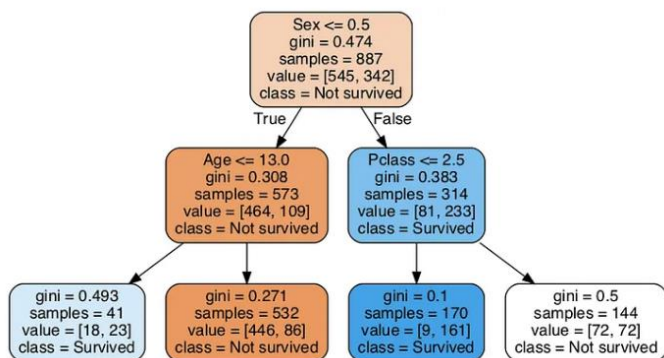 Sex <= 0.5
gini = 0.474
samples = 887
value = [545, 342]
class = Not survived
True
False
Age <= 13.0
gini = 0.308
samples = 573
value = [464, 109]
class = Not survived
Pclass <= 2.5
gini = 0.383
samples = 314
value = [81, 233]
class = Survived
gini = 0.493
samples = 41
value = [18, 23]
class = Survived
gini = 0.271
samples = 532
value = [446, 86]
class = Not survived
gini = 0.1
samples = 170
value = [9, 161]
class = Survived
gini = 0.5
samples = 144
value = [72, 72]
class = Not survived